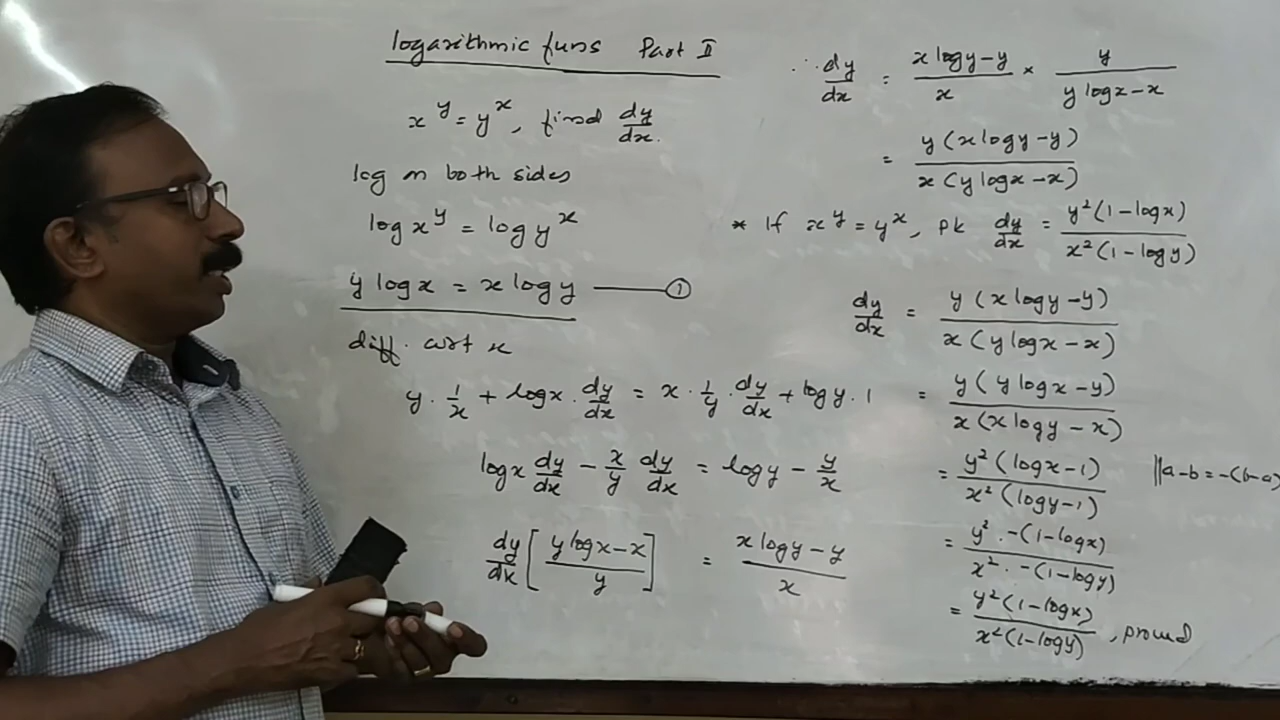 logarithmic funs Part II
x^y = y^x, find dy/dx.
log on both sides
log x^y = log y^x
y log x = x log y —— ①
diff. wrt x
y · 1/x + log x · dy/dx = x · 1/y · dy/dx + log y · 1
log x dy/dx − x/y dy/dx = log y − y/x
dy/dx [ (y log x − x)/y ] = (x log y − y)/x
∴ dy/dx = (x log y − y)/x × y/(y log x − x)
= y (x log y − y) / x (y log x − x)
* If x^y = y^x, pk dy/dx = y²(1 − log x) / x²(1 − log y)
dy/dx = y (x log y − y) / x (y log x − x)
= y (y log x − y) / x (x log y − x)
= y² (log x − 1) / x² (log y − 1) ||a − b = −(b − a)
= y² · −(1 − log x) / x² · −(1 − log y)
= y² (1 − log x) / x² (1 − log y) , proved